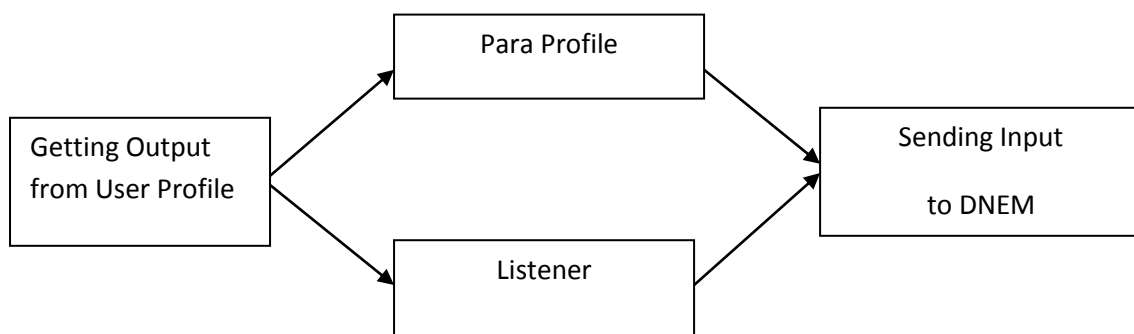 Para Profile
Getting Output
from User Profile
Sending Input
to DNEM
Listener